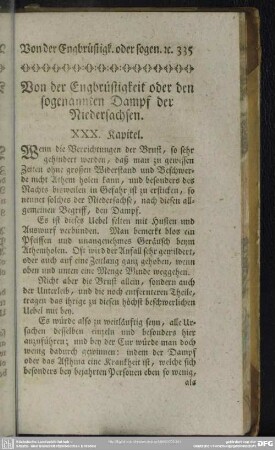 Von der Engbrüstigk. oder sogen. ꝛc. 335
Von der Engbrüstigkeit oder den
sogenannten Dampf der
Niedersachsen.
XXX. Kapitel.
Wenn die Verrichtungen der Brust, so sehr
gehindert werden, daß man zu gewissen
Zeiten ohne großen Widerstand und Beschwer-
de nicht Athem holen kann, und besonders des
Nachts bisweilen in Gefahr ist zu ersticken, so
nennet solches der Niedersachse, nach diesen all-
gemeinen Begriff, den Dampf.
Es ist dieses Uebel selten mit Husten und
Auswurf verbunden. Man bemerkt blos ein
Pfeiffen und unangenehmes Geräusch beym
Athemholen. Oft wird der Anfall sehr gewildert,
oder auch auf eine Zeitlang ganz gehoben, wenn
oben und unten eine Menge Winde weggehen.
Nicht aber die Brust allein, sondern auch
der Unterleib, und die noch entfernteren Theile,
tragen das ihrige zu diesen höchst beschwerlichen
Uebel mit bey.
Es würde also zu weitläuftig seyn, alle Ur-
sachen desselben einzeln und besonders hier
anzuführen; und bey der Cur würde man doch
wenig dadurch gewinnen: indem der Dampf
oder das Asthma eine Krankheit ist, welche sich
besonders bey bejahrten Personen eben so wenig,
als